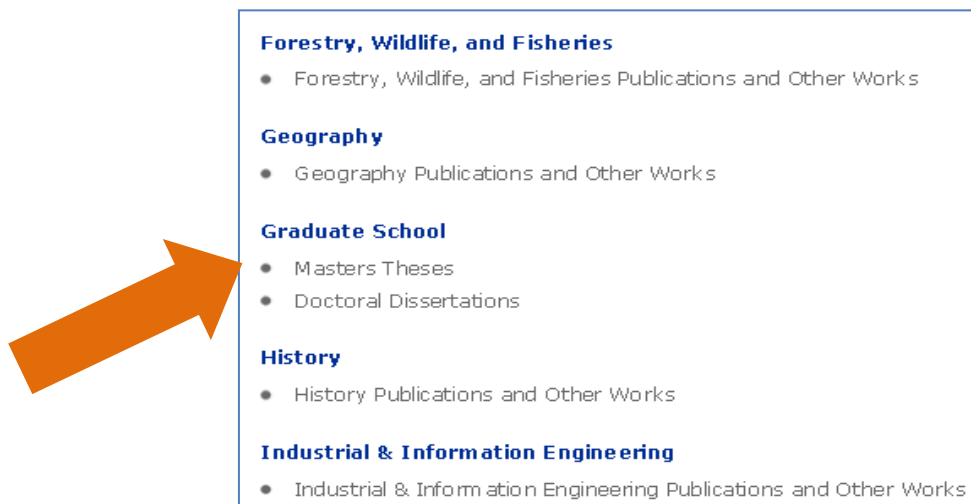 Forestry, Wildlife, and Fisheries
Forestry, Wildlife, and Fisheries Publications and Other Works
Geography
Geography Publications and Other Works
Graduate School
Masters Theses
Doctoral Dissertations
History
History Publications and Other Works
Industrial & Information Engineering
Industrial & Information Engineering Publications and Other Works